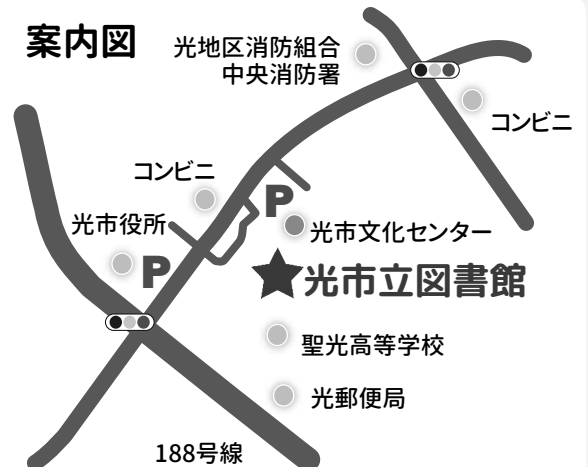 案内図
光地区消防組合
中央消防署
コンビニ
コンビニ
P
光市役所
光市文化センター
P
光市立図書館
聖光高等学校
光郵便局
188号線